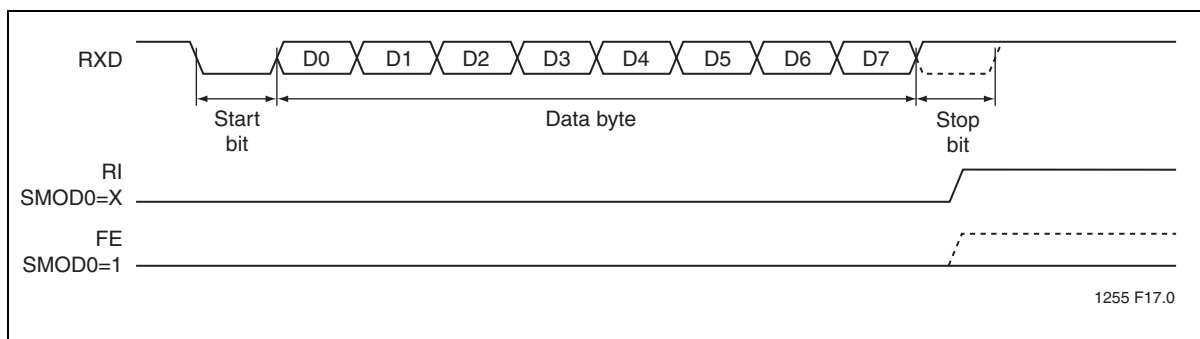 RXD
D0 D1 D2 D3 D4 D5 D6 D7
Start
bit
Data byte
Stop
bit
RI
SMOD0=X
FE
SMOD0=1
1255 F17.0